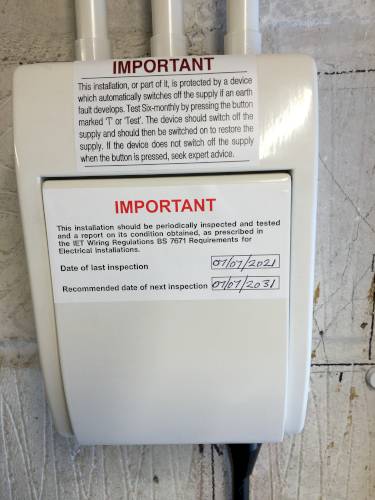 IMPORTANT
This installation, or part of it, is protected by a device
which automatically switches off the supply if an earth
fault develops. Test Six-monthly by pressing the button
marked 'T' or 'Test'. The device should switch off the
supply and should then be switched on to restore the
supply. If the device does not switch off the supply
when the button is pressed, seek expert advice.
IMPORTANT
This installation should be periodically inspected and tested
and a report on its condition obtained, as prescribed in
the IET Wiring Regulations BS 7671 Requirements for
Electrical Installations.
Date of last inspection 07/07/2021
Recommended date of next inspection 07/07/2031